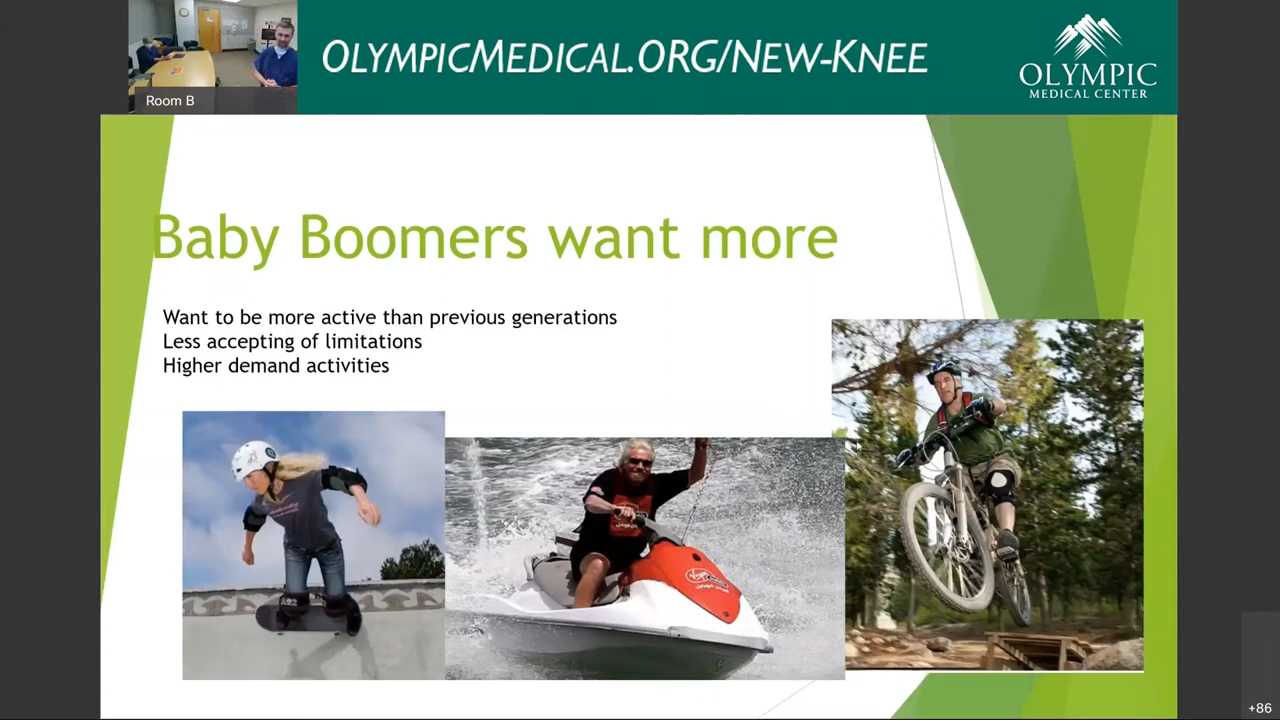 OLYMPICMEDICAL.ORG/NEW-KNEE
OLYMPIC
MEDICAL CENTER
Room B
Baby Boomers want more
Want to be more active than previous generations
Less accepting of limitations
Higher demand activities
Virgin
+86